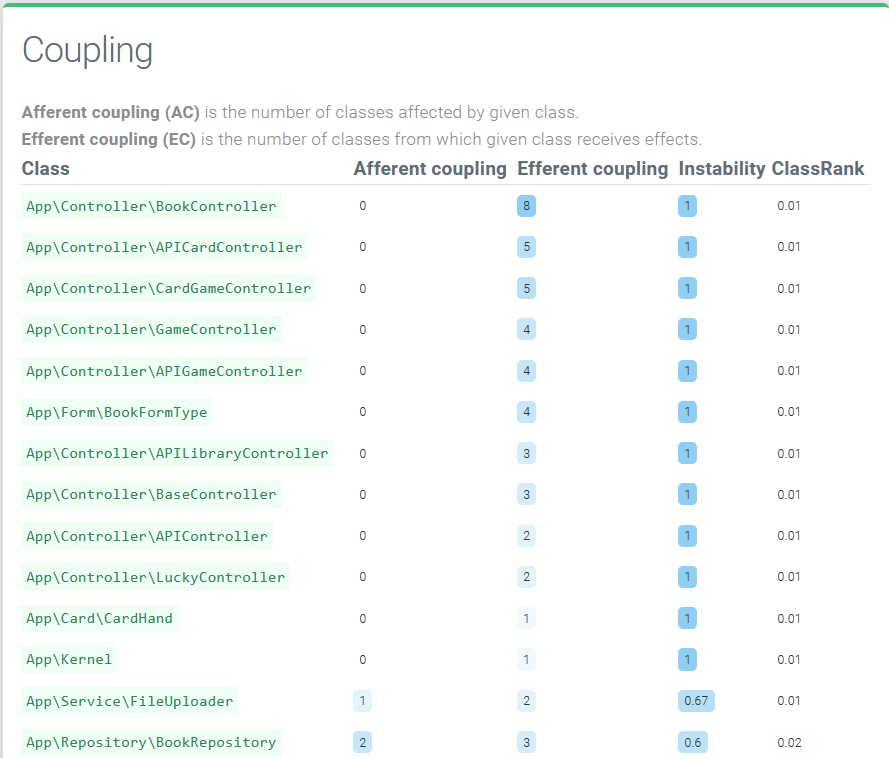 Coupling
Afferent coupling (AC) is the number of classes affected by given class.
Efferent coupling (EC) is the number of classes from which given class receives effects.
Class Afferent coupling Efferent coupling Instability ClassRank
App\Controller\BookController 0 8 1 0.01
App\Controller\APICardController 0 5 1 0.01
App\Controller\CardGameController 0 5 1 0.01
App\Controller\GameController 0 4 1 0.01
App\Controller\APIGameController 0 4 1 0.01
App\Form\BookFormType 0 4 1 0.01
App\Controller\APILibraryController 0 3 1 0.01
App\Controller\BaseController 0 3 1 0.01
App\Controller\APIController 0 2 1 0.01
App\Controller\LuckyController 0 2 1 0.01
App\Card\CardHand 0 1 1 0.01
App\Kernel 0 1 1 0.01
App\Service\FileUploader 1 2 0.67 0.01
App\Repository\BookRepository 2 3 0.6 0.02